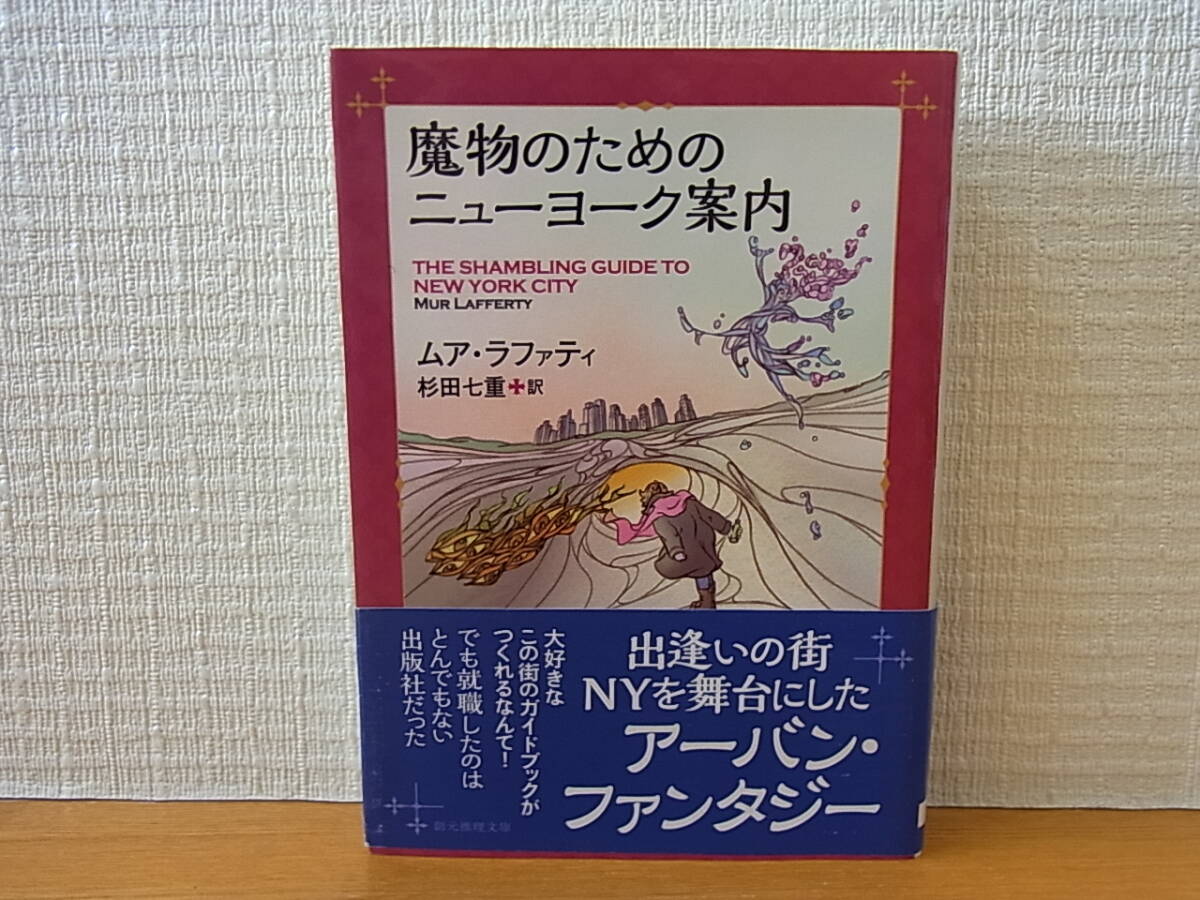 魔物のための
ニューヨーク案内
THE SHAMBLING GUIDE TO
NEW YORK CITY
MUR LAFFERTY
ムア・ラファティ
杉田七重✚訳
出逢いの街
NYを舞台にした
アーバン・
ファンタジー
大好きな
この街のガイドブックが
つくれるなんて!
でも就職したのは
とんでもない
出版社だった
創元推理文庫